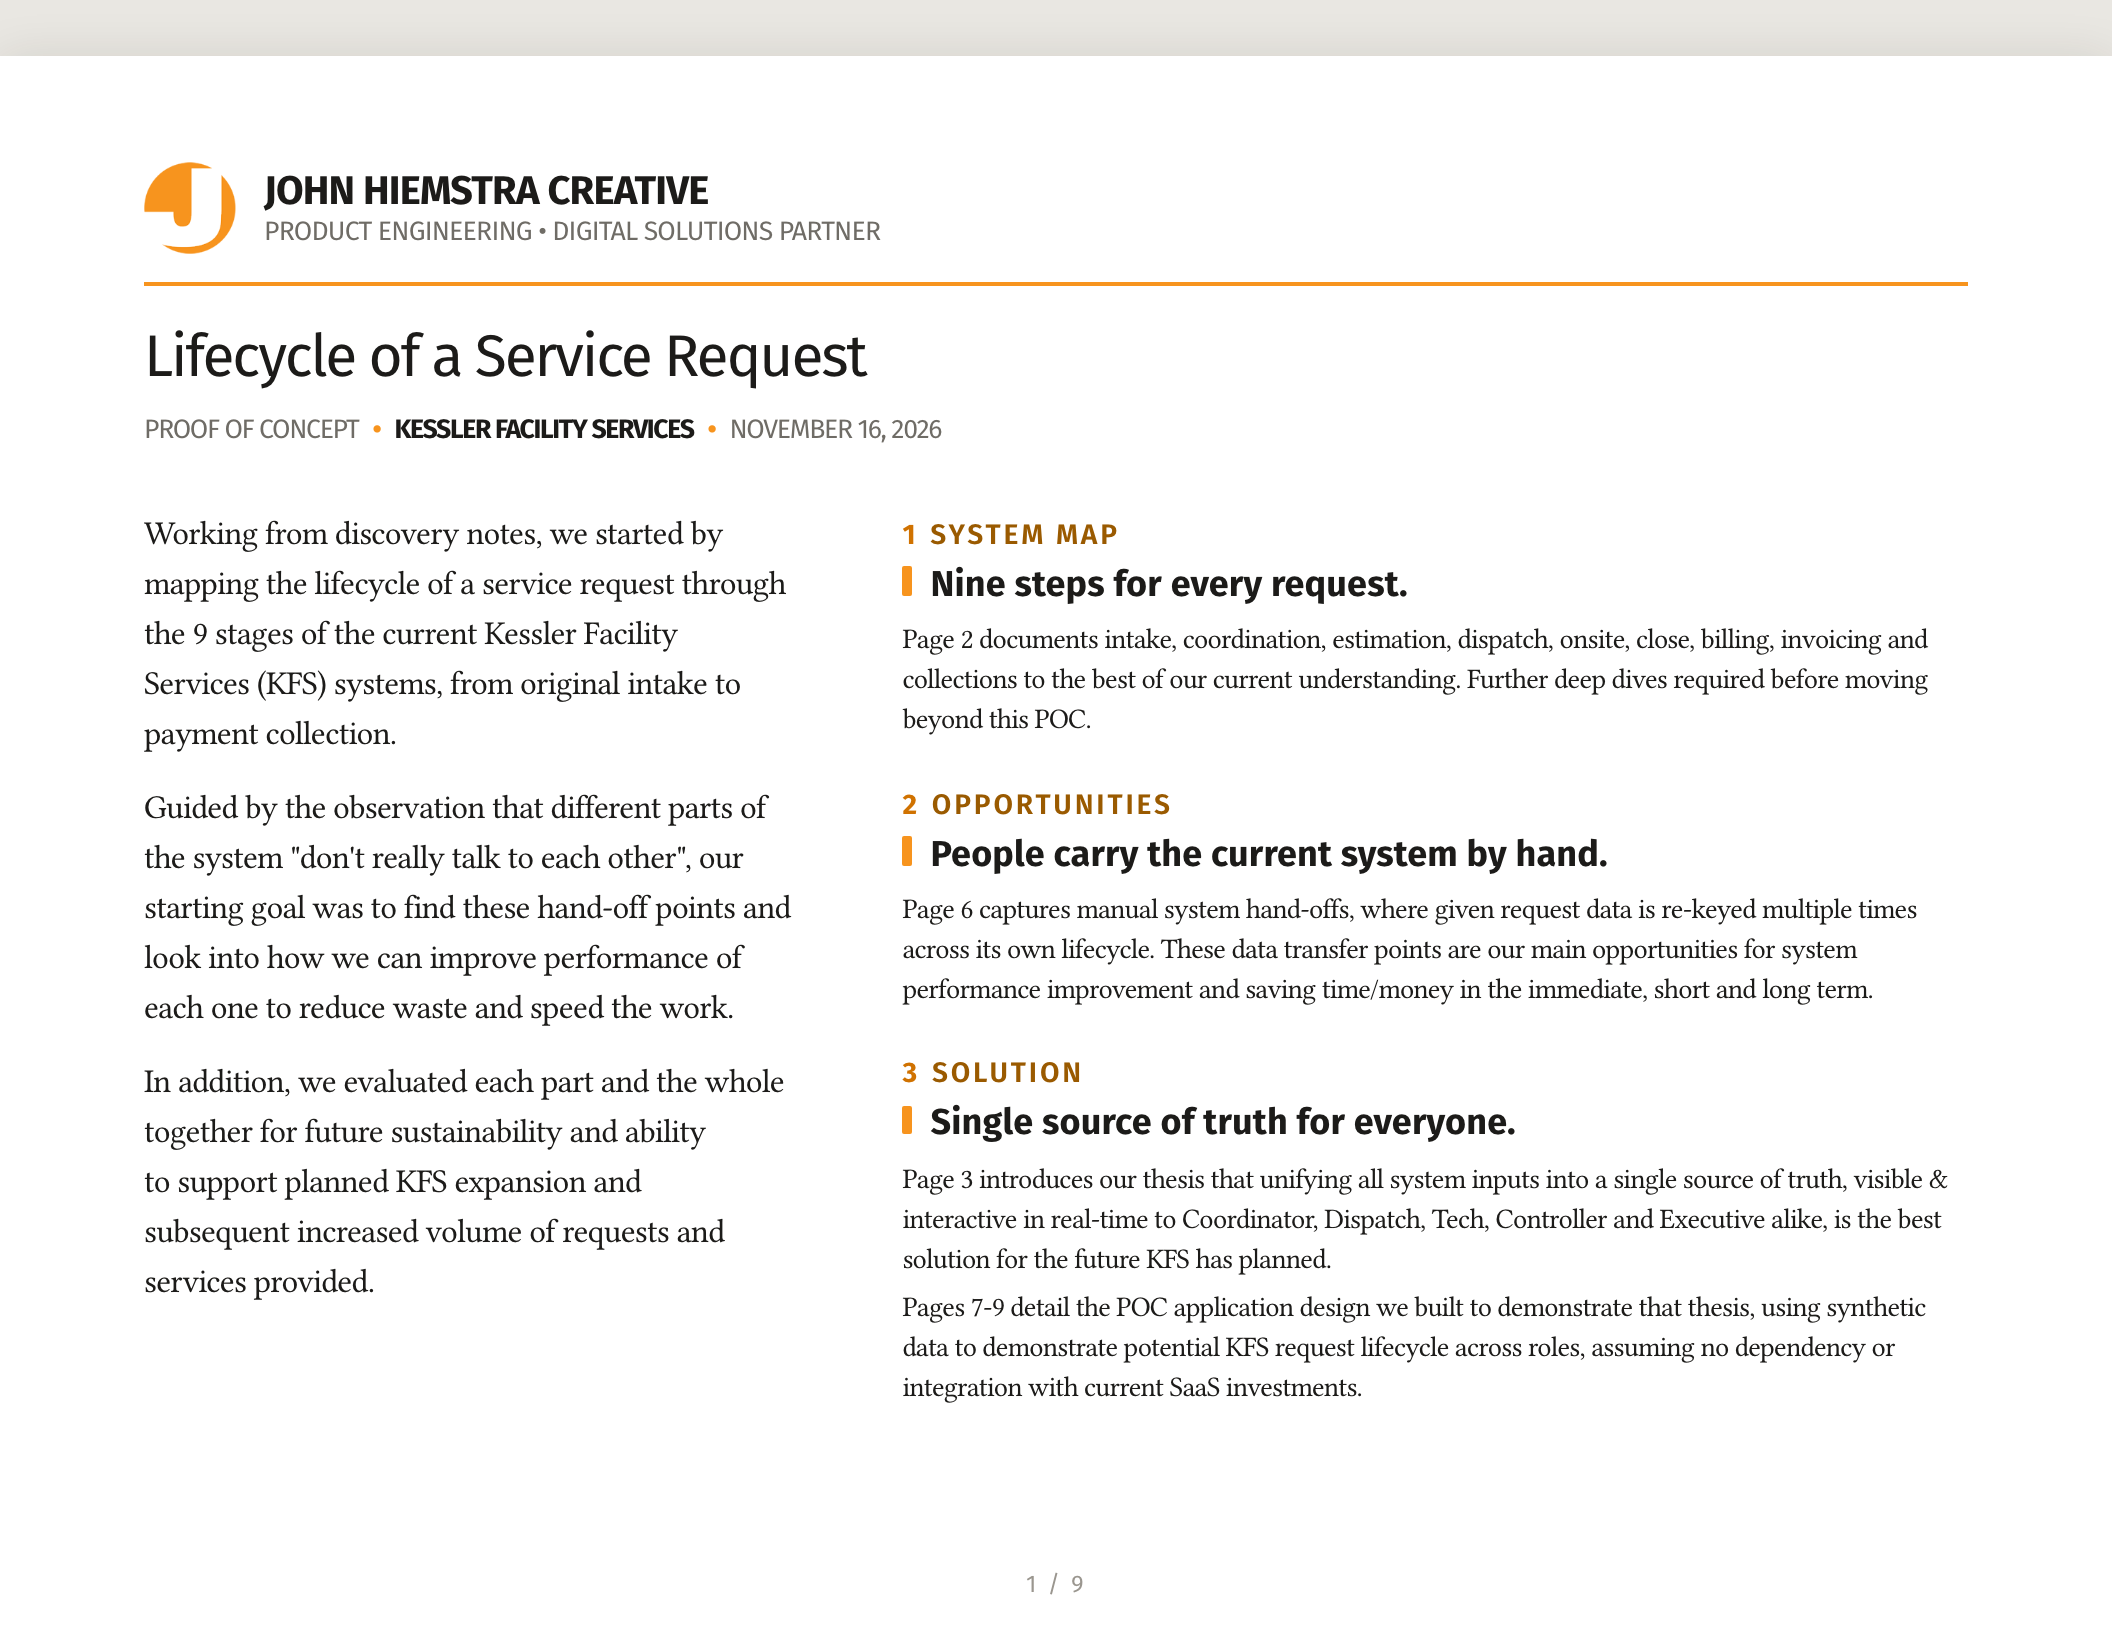 JOHN HIEMSTRA CREATIVE
PRODUCT ENGINEERING • DIGITAL SOLUTIONS PARTNER
Lifecycle of a Service Request
PROOF OF CONCEPT • KESSLER FACILITY SERVICES • NOVEMBER 16, 2026
Working from discovery notes, we started by
mapping the lifecycle of a service request through
the 9 stages of the current Kessler Facility
Services (KFS) systems, from original intake to
payment collection.
Guided by the observation that different parts of
the system "don't really talk to each other", our
starting goal was to find these hand-off points and
look into how we can improve performance of
each one to reduce waste and speed the work.
In addition, we evaluated each part and the whole
together for future sustainability and ability
to support planned KFS expansion and
subsequent increased volume of requests and
services provided.
1 SYSTEM MAP
Nine steps for every request.
Page 2 documents intake, coordination, estimation, dispatch, onsite, close, billing, invoicing and
collections to the best of our current understanding. Further deep dives required before moving
beyond this POC.
2 OPPORTUNITIES
People carry the current system by hand.
Page 6 captures manual system hand-offs, where given request data is re-keyed multiple times
across its own lifecycle. These data transfer points are our main opportunities for system
performance improvement and saving time/money in the immediate, short and long term.
3 SOLUTION
Single source of truth for everyone.
Page 3 introduces our thesis that unifying all system inputs into a single source of truth, visible &
interactive in real-time to Coordinator, Dispatch, Tech, Controller and Executive alike, is the best
solution for the future KFS has planned.
Pages 7-9 detail the POC application design we built to demonstrate that thesis, using synthetic
data to demonstrate potential KFS request lifecycle across roles, assuming no dependency or
integration with current SaaS investments.
1 / 9